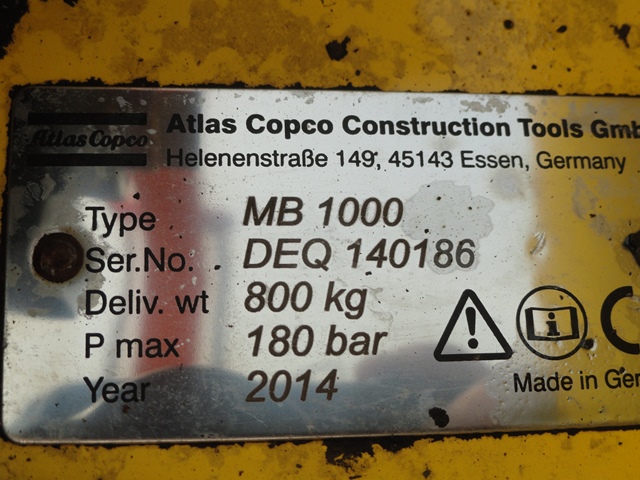 Atlas Copco
Atlas Copco Construction Tools Gmb
Helenenstraße 149, 45143 Essen, Germany
Type MB 1000
Ser.No. DEQ 140186
Deliv. wt 800 kg
P max 180 bar
Year 2014
Made in Ger